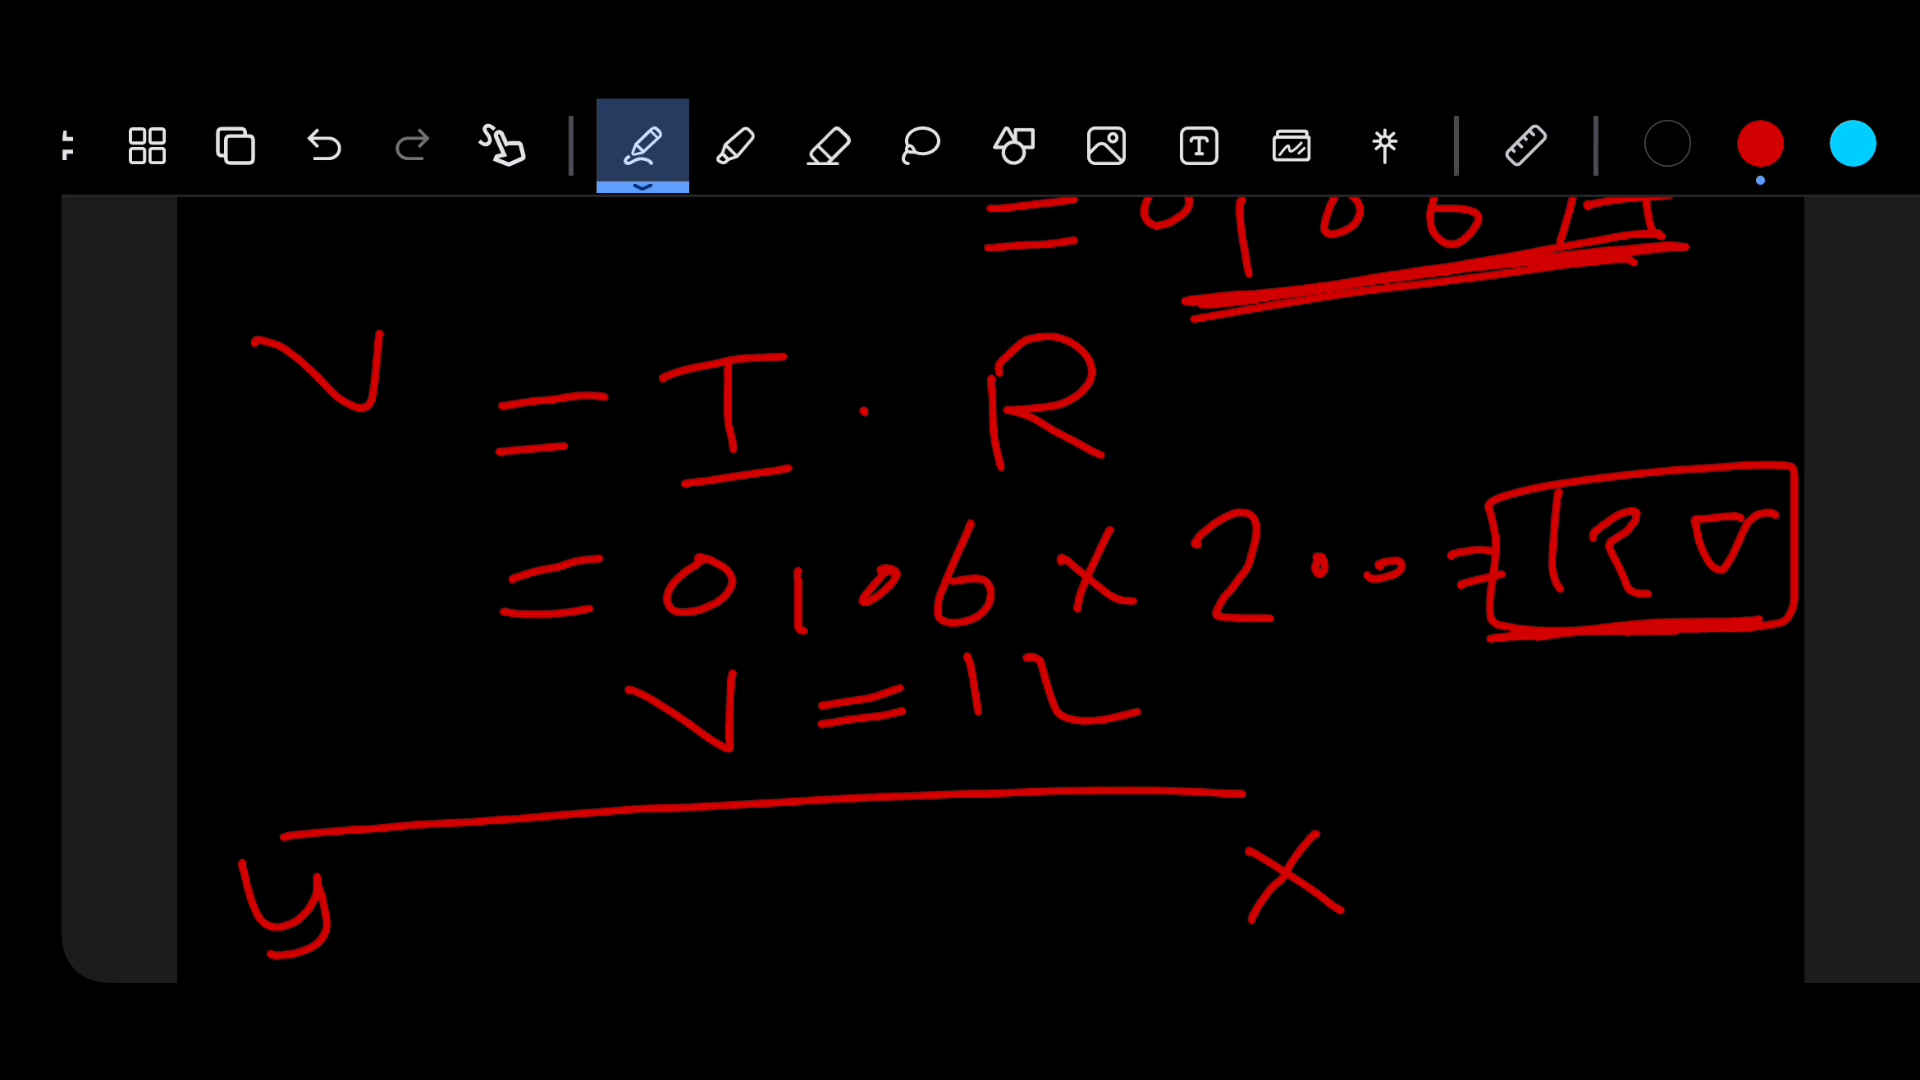 = 0,06 A
V = I . R
= 0,06 x 200 = 12 V
V = 12
y x